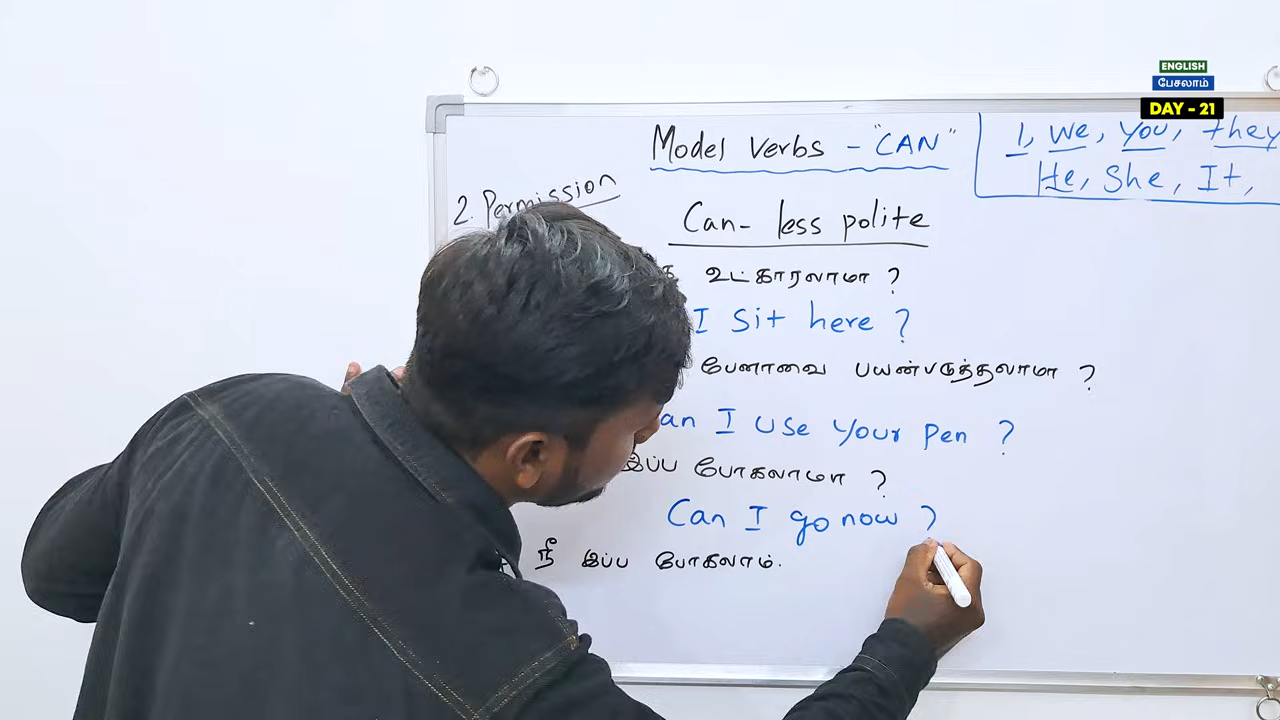 ENGLISH
பேசலாம்
DAY - 21
Model Verbs - "CAN"
I, We, You, they
He, She, It,
2. Permission
Can- less polite
உட்காரலாமா ?
I Sit here ?
பேனாவை பயன்படுத்தலாமா ?
an I use your pen ?
இப்ப போகலாமா ?
Can I go now ?
நீ இப்ப போகலாம்.